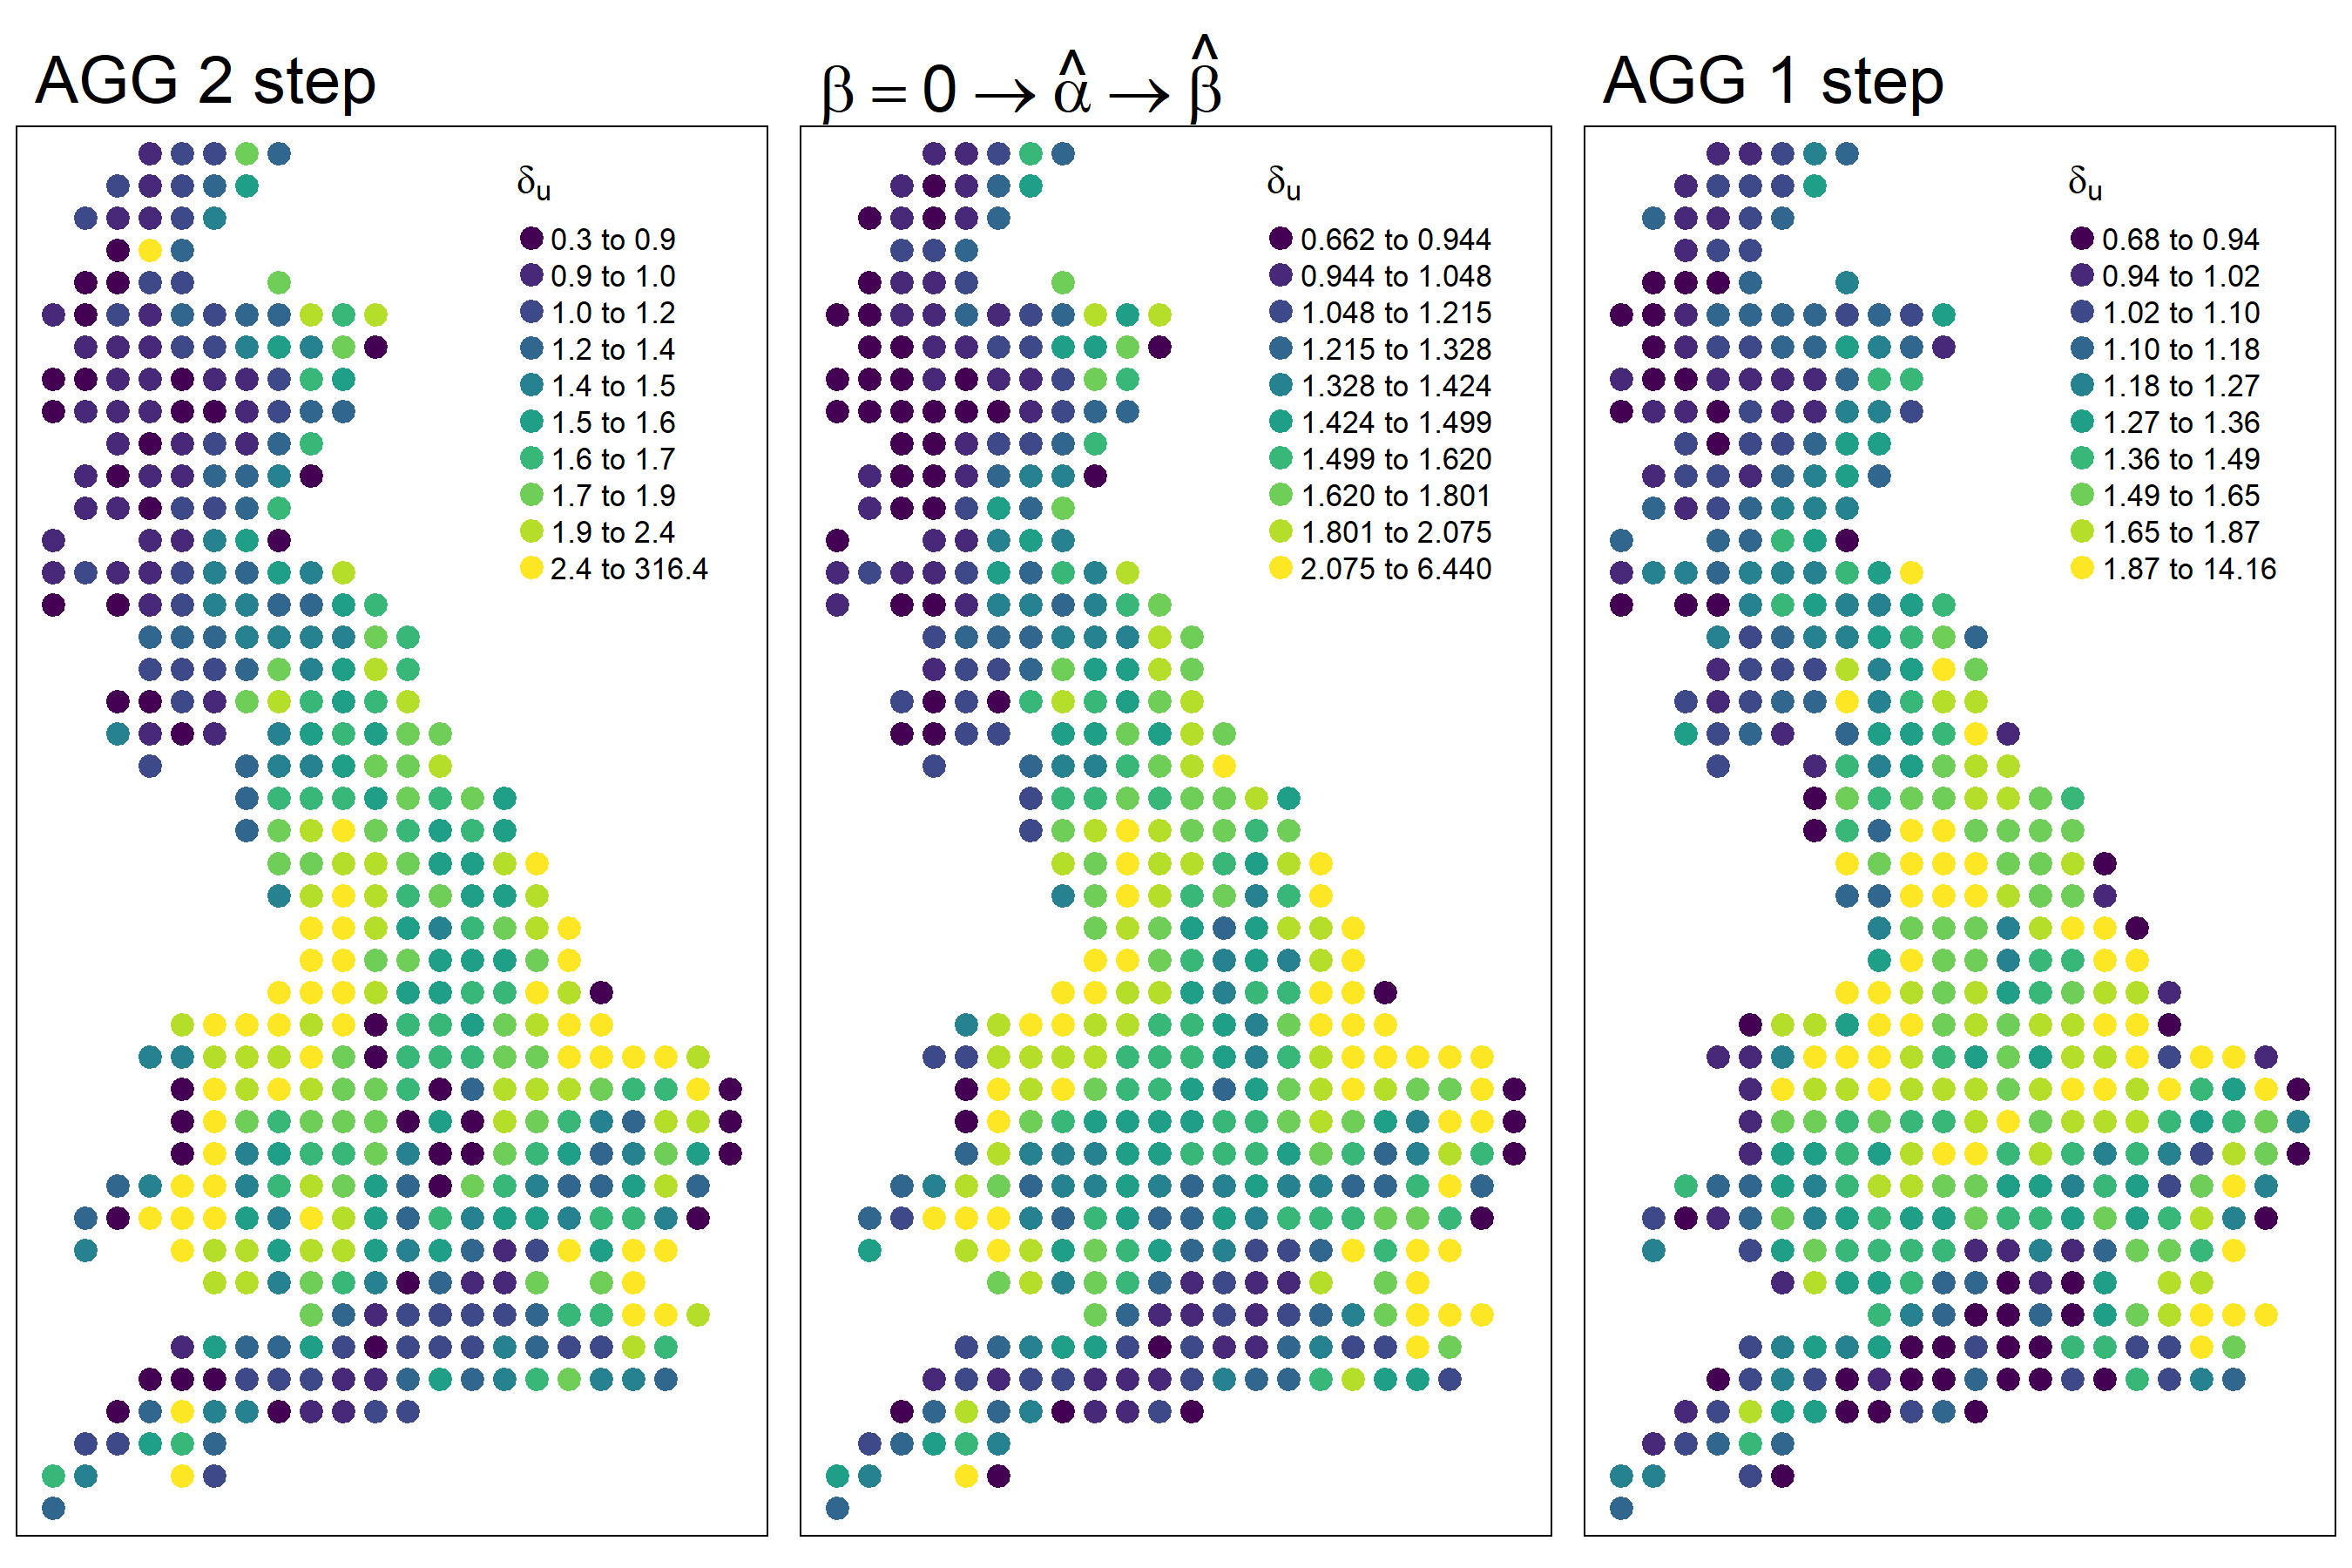 AGG 2 step
δu
0.3 to 0.9
0.9 to 1.0
1.0 to 1.2
1.2 to 1.4
1.4 to 1.5
1.5 to 1.6
1.6 to 1.7
1.7 to 1.9
1.9 to 2.4
2.4 to 316.4
β = 0 → α̂ → β̂
δu
0.662 to 0.944
0.944 to 1.048
1.048 to 1.215
1.215 to 1.328
1.328 to 1.424
1.424 to 1.499
1.499 to 1.620
1.620 to 1.801
1.801 to 2.075
2.075 to 6.440
AGG 1 step
δu
0.68 to 0.94
0.94 to 1.02
1.02 to 1.10
1.10 to 1.18
1.18 to 1.27
1.27 to 1.36
1.36 to 1.49
1.49 to 1.65
1.65 to 1.87
1.87 to 14.16